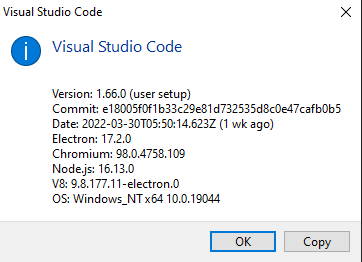 Visual Studio Code
Visual Studio Code
Version: 1.66.0 (user setup)
Commit: e18005f0f1b33c29e81d732535d8c0e47cafb0b5
Date: 2022-03-30T05:50:14.623Z (1 wk ago)
Electron: 17.2.0
Chromium: 98.0.4758.109
Node.js: 16.13.0
V8: 9.8.177.11-electron.0
OS: Windows_NT x64 10.0.19044
OK
Copy